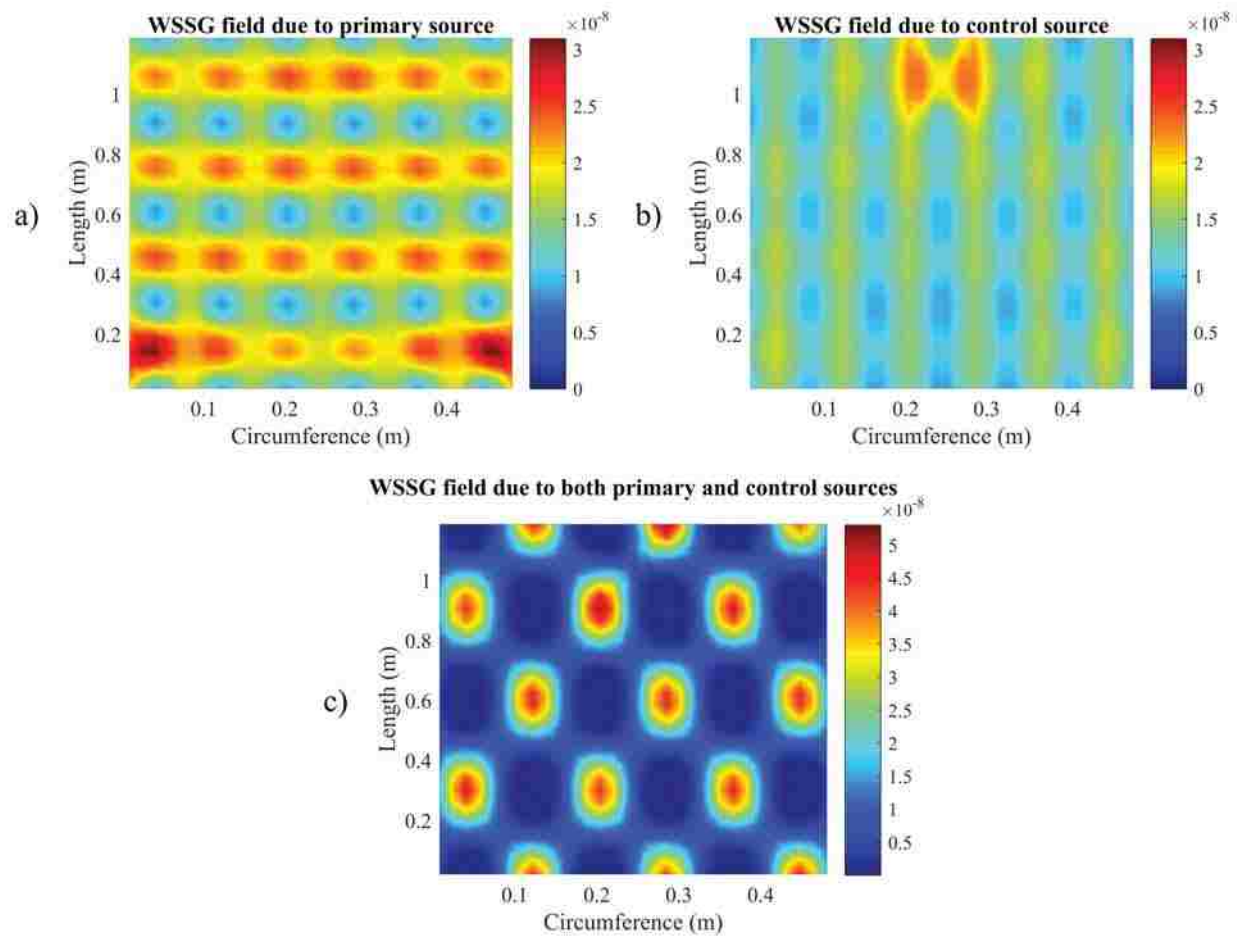 WSSG field due to primary source
×10-8
3
2.5
2
1.5
1
0.5
0
1
0.8
0.6
0.4
0.2
Length (m)
0.1 0.2 0.3 0.4
Circumference (m)
a)
WSSG field due to control source
×10-8
3
2.5
2
1.5
1
0.5
0
1
0.8
0.6
0.4
0.2
Length (m)
0.1 0.2 0.3 0.4
Circumference (m)
b)
WSSG field due to both primary and control sources
×10-8
5
4.5
4
3.5
3
2.5
2
1.5
1
0.5
1
0.8
0.6
0.4
0.2
Length (m)
0.1 0.2 0.3 0.4
Circumference (m)
c)